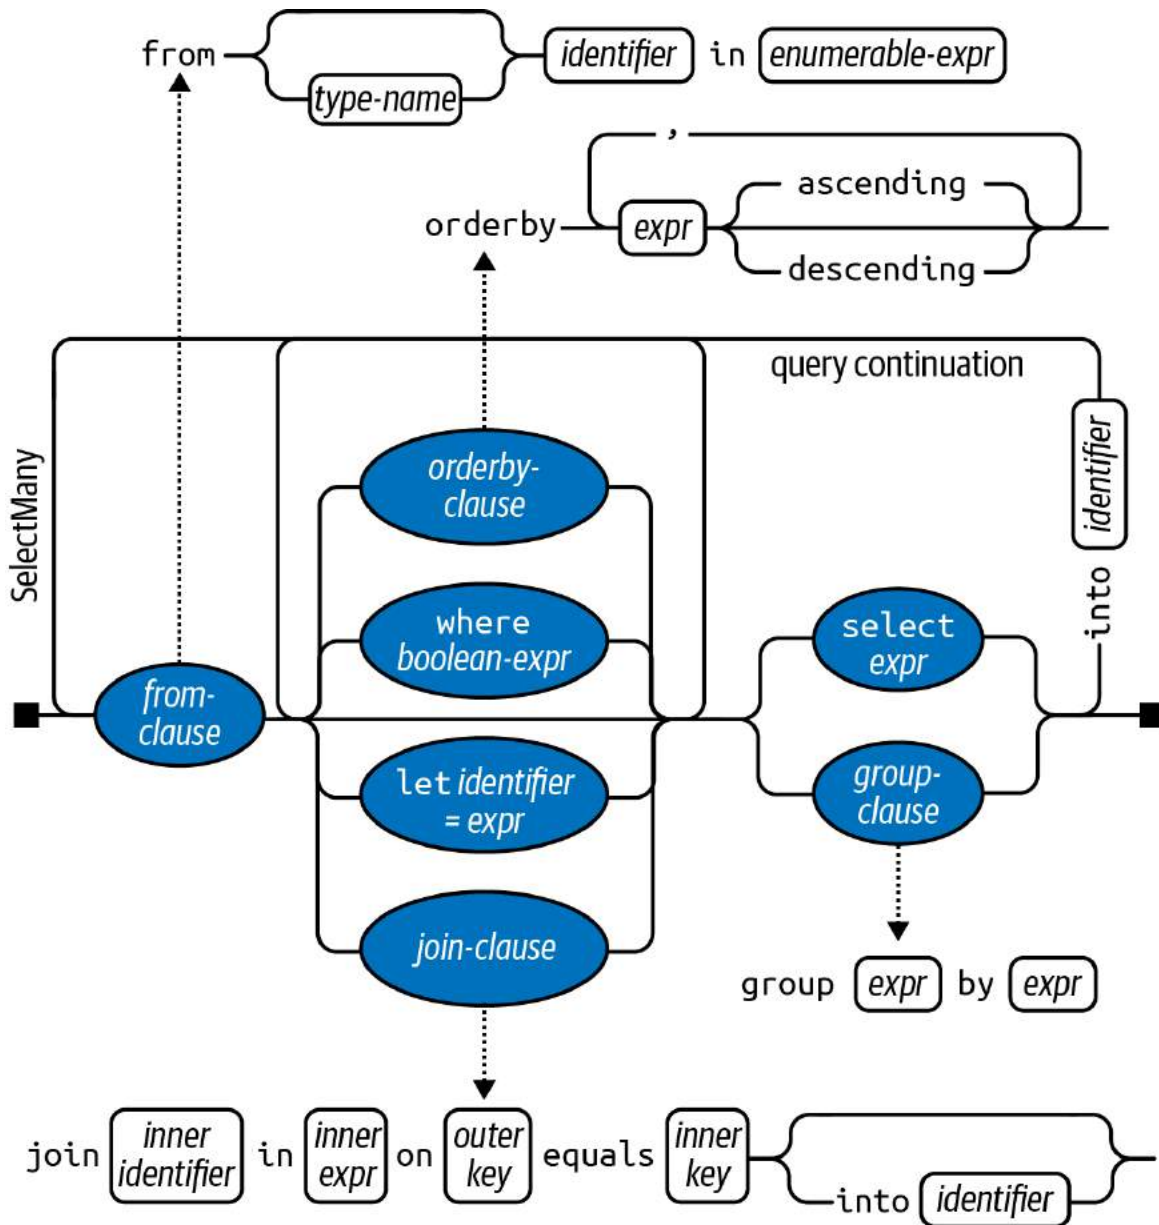 from type-name identifier in enumerable-expr
,
ascending
orderby expr
descending
query continuation
SelectMany
identifier
into
orderby-
clause
where
boolean-expr
select
expr
from-
clause
let identifier
= expr
group-
clause
join-clause
group expr by expr
join inner identifier in inner expr on outer key equals inner key
into identifier